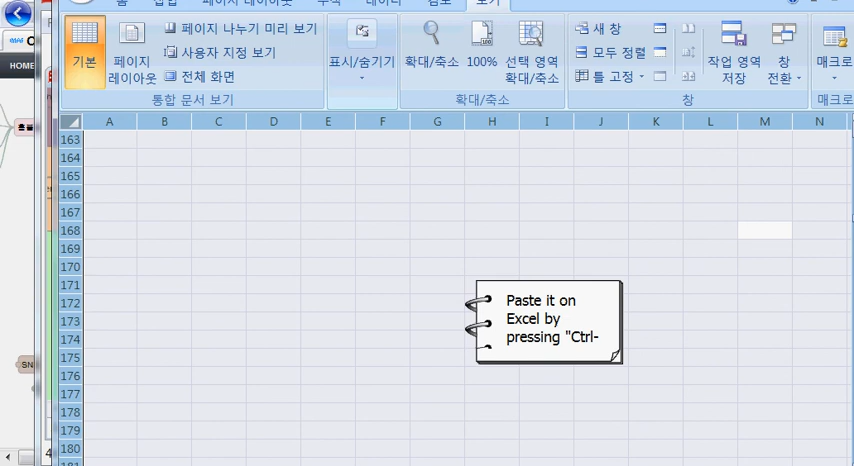 보기
기본
페이지
레이아웃
페이지 나누기 미리 보기
사용자 지정 보기
전체 화면
통합 문서 보기
표시/숨기기
확대/축소
100%
선택 영역
확대/축소
확대/축소
새 창
모두 정렬
틀 고정
작업 영역
저장
창
전환
창
매크로
매크로
HOME
A B C D E F G H I J K L M N
163
164
165
166
167
168
169
170
171
172
173
174
175
176
177
178
179
180
Paste it on
Excel by
pressing "Ctrl-
SN